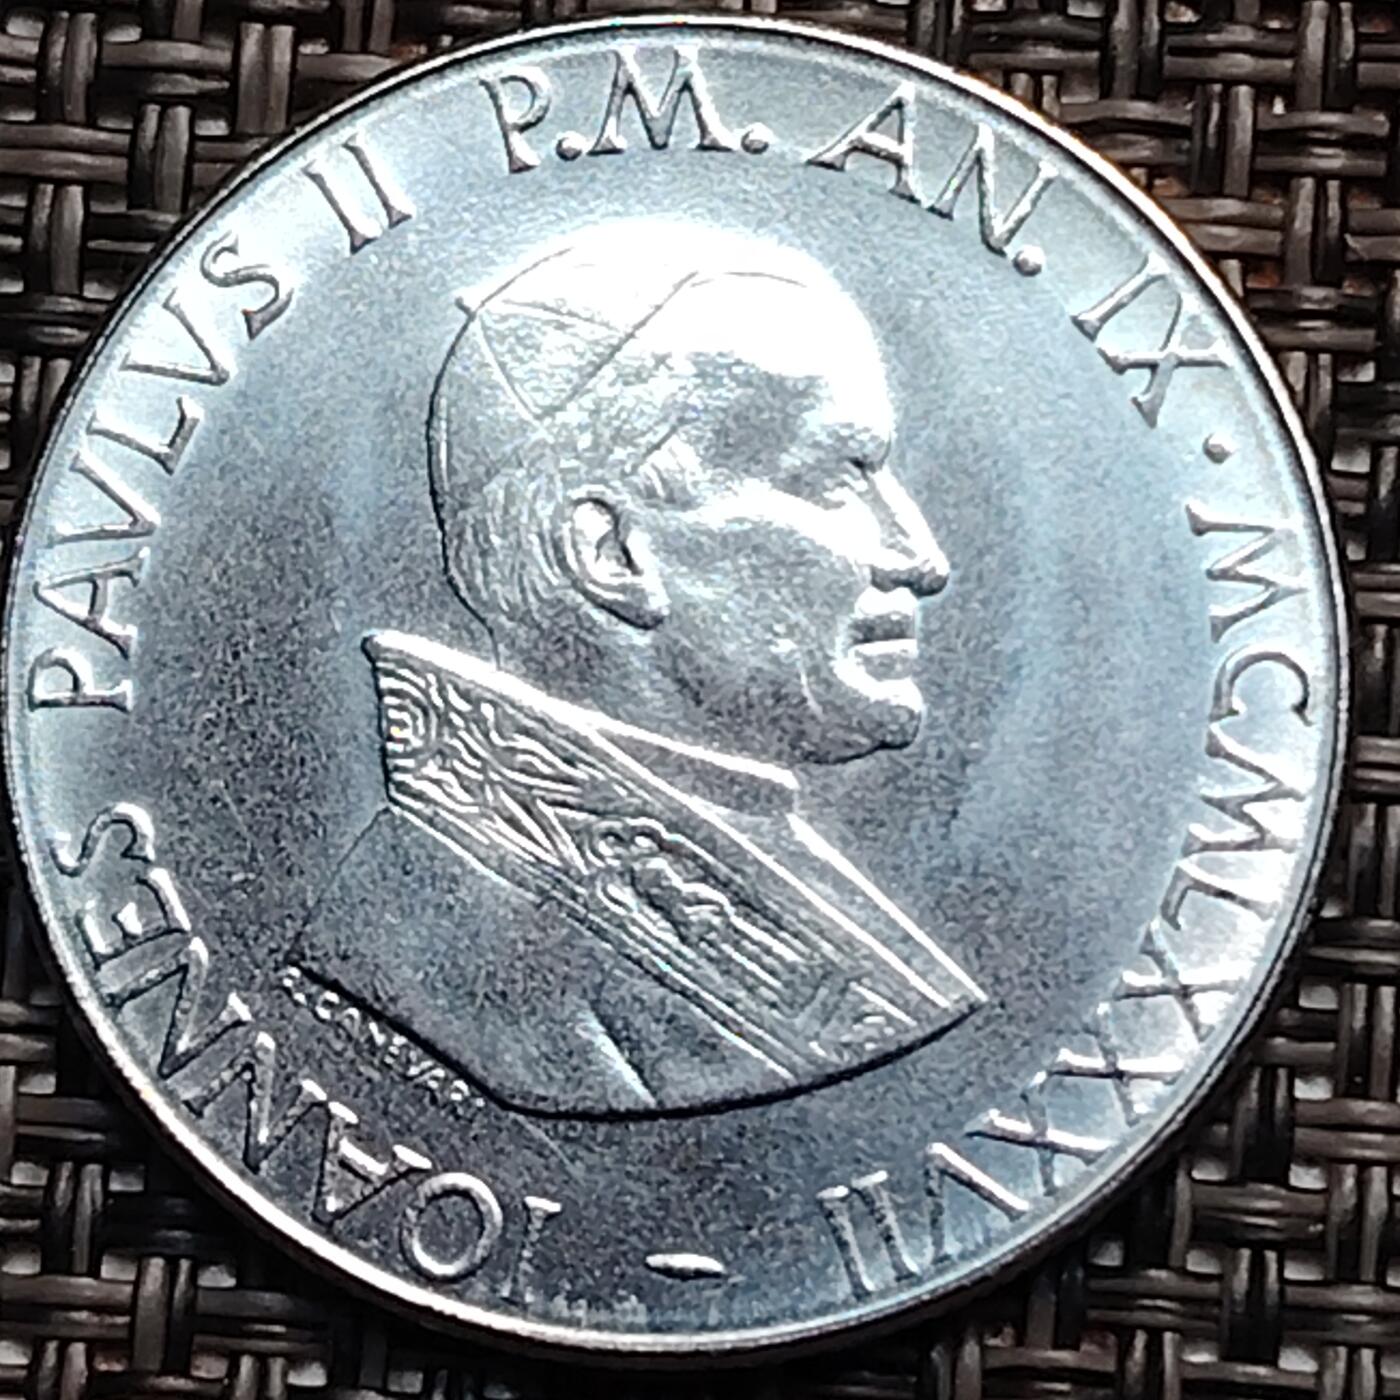 IOANNES PAVLVS II P.M. AN. IX · MCMLXXXVII –